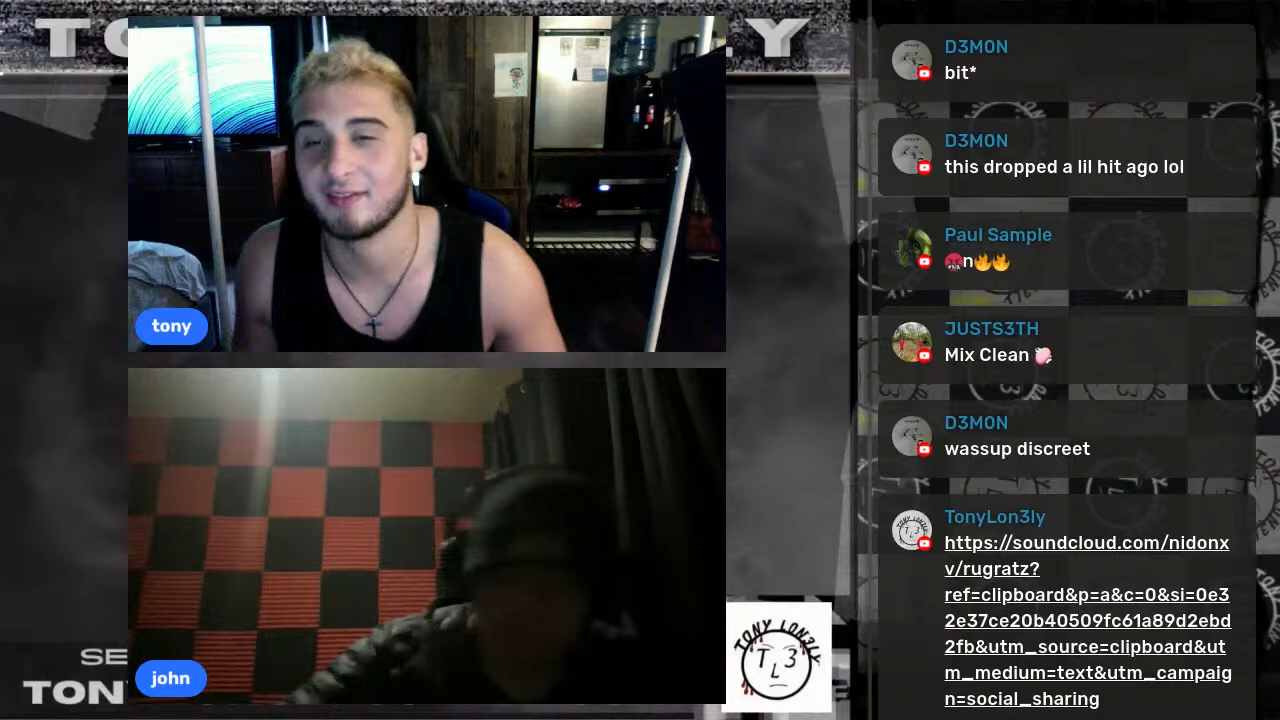 TO
LY
tony
john
SE
TON
TONY LON3LY
TL3
D3M0N
bit*
D3M0N
this dropped a lil hit ago lol
Paul Sample
n
JUSTS3TH
Mix Clean
D3M0N
wassup discreet
TonyLon3ly
https://soundcloud.com/nidonx
v/rugratz?
ref=clipboard&p=a&c=0&si=0e3
2e37ce20b40509fc61a89d2ebd
2fb&utm_source=clipboard&ut
m_medium=text&utm_campaig
n=social_sharing